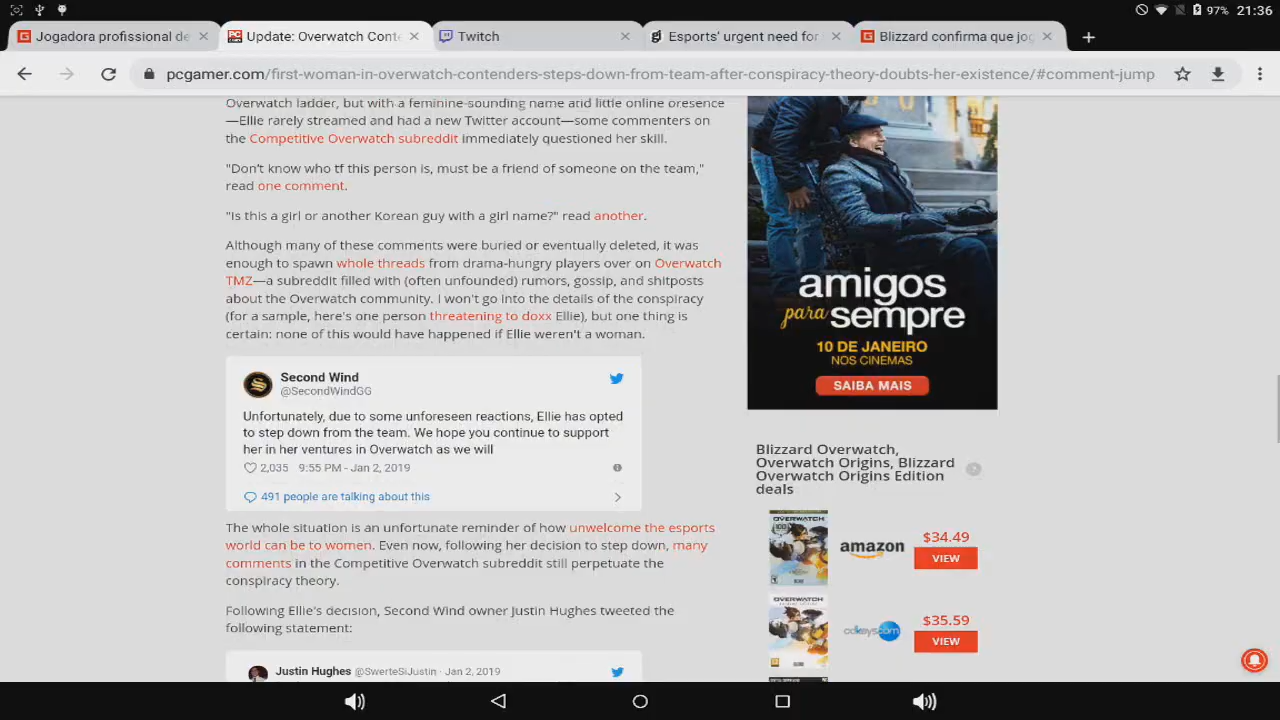 97% 21:36
Jogadora profissional de × Update: Overwatch Cont × Twitch × Esports' urgent need for × Blizzard confirma que jog × +
pcgamer.com/first-woman-in-overwatch-contenders-steps-down-from-team-after-conspiracy-theory-doubts-her-existence/#comment-jump
Overwatch ladder, but with a feminine-sounding name and little online presence
—Ellie rarely streamed and had a new Twitter account—some commenters on
the Competitive Overwatch subreddit immediately questioned her skill.
"Don't know who tf this person is, must be a friend of someone on the team,"
read one comment.
"Is this a girl or another Korean guy with a girl name?" read another.
Although many of these comments were buried or eventually deleted, it was
enough to spawn whole threads from drama-hungry players over on Overwatch
TMZ—a subreddit filled with (often unfounded) rumors, gossip, and shitposts
about the Overwatch community. I won't go into the details of the conspiracy
(for a sample, here's one person threatening to doxx Ellie), but one thing is
certain: none of this would have happened if Ellie weren't a woman.
Second Wind
@SecondWindGG
Unfortunately, due to some unforeseen reactions, Ellie has opted
to step down from the team. We hope you continue to support
her in her ventures in Overwatch as we will
2,035 9:55 PM - Jan 2, 2019
491 people are talking about this
The whole situation is an unfortunate reminder of how unwelcome the esports
world can be to women. Even now, following her decision to step down, many
comments in the Competitive Overwatch subreddit still perpetuate the
conspiracy theory.
Following Ellie's decision, Second Wind owner Justin Hughes tweeted the
following statement:
Justin Hughes @SwerteSiJustin · Jan 2, 2019
amigos
para sempre
10 DE JANEIRO
NOS CINEMAS
SAIBA MAIS
Blizzard Overwatch,
Overwatch Origins, Blizzard
Overwatch Origins Edition
deals
OVERWATCH
amazon
$34.49
VIEW
OVERWATCH
cdkeys.com
$35.59
VIEW